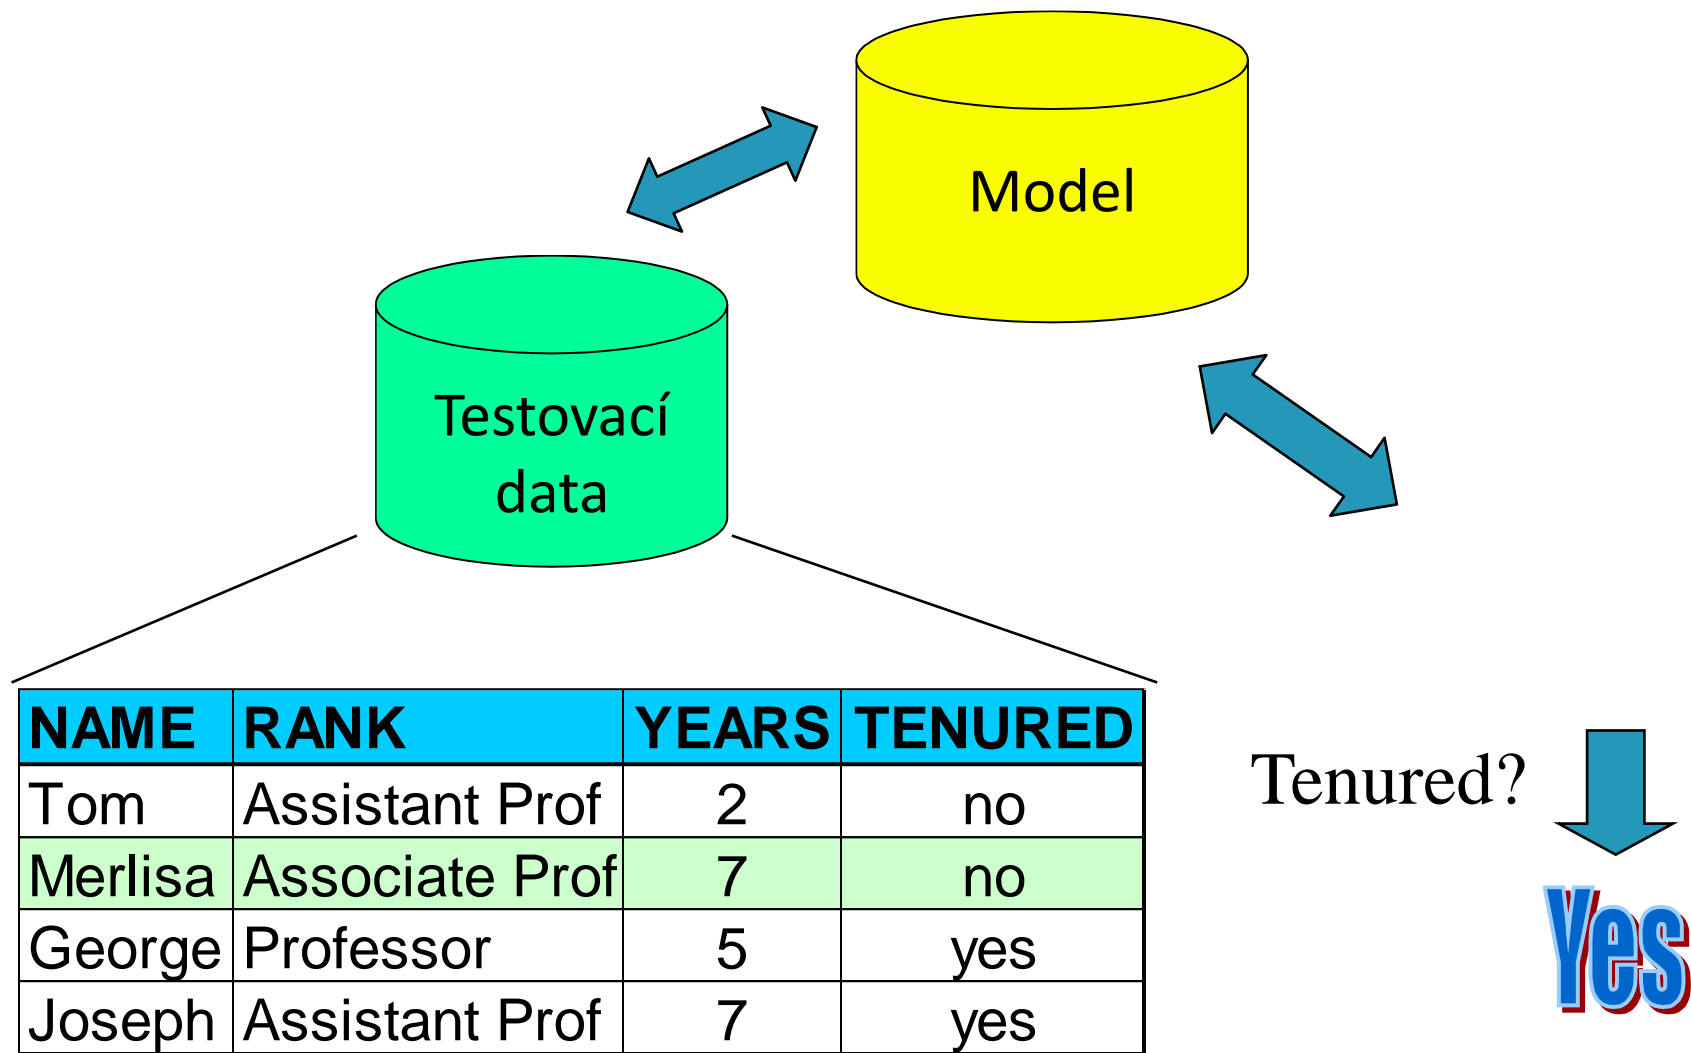 Model
Testovací
data
NAME RANK YEARS TENURED
Tom Assistant Prof 2 no
Merlisa Associate Prof 7 no
George Professor 5 yes
Joseph Assistant Prof 7 yes
Tenured?
Yes